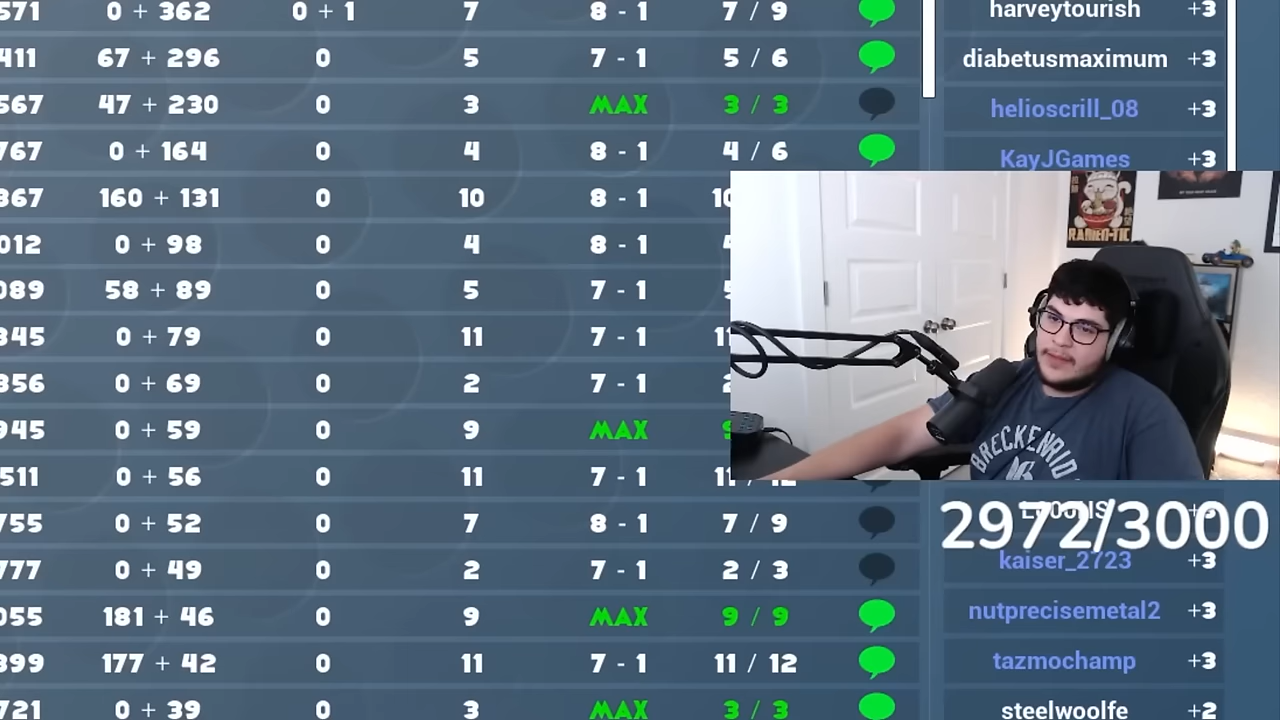 571 0 + 362 0 + 1 7 8 - 1 7 / 9 harveytourish +3
411 67 + 296 0 5 7 - 1 5 / 6 diabetusmaximum +3
567 47 + 230 0 3 MAX 3 / 3 helioscrill_08 +3
767 0 + 164 0 4 8 - 1 4 / 6 KayJGames +3
867 160 + 131 0 10 8 - 1 10
012 0 + 98 0 4 8 - 1
089 58 + 89 0 5 7 - 1
345 0 + 79 0 11 7 - 1 11
356 0 + 69 0 2 7 - 1
945 0 + 59 0 9 MAX
511 0 + 56 0 11 7 - 1 11 / 12
755 0 + 52 0 7 8 - 1 7 / 9
2972/3000
777 0 + 49 0 2 7 - 1 2 / 3 kaiser_2723 +3
055 181 + 46 0 9 MAX 9 / 9 nutprecisemetal2 +3
399 177 + 42 0 11 7 - 1 11 / 12 tazmochamp +3
721 0 + 39 0 3 MAX 3 / 3 steelwoolfe +2
RAMEN-TIC
BRECKENRID